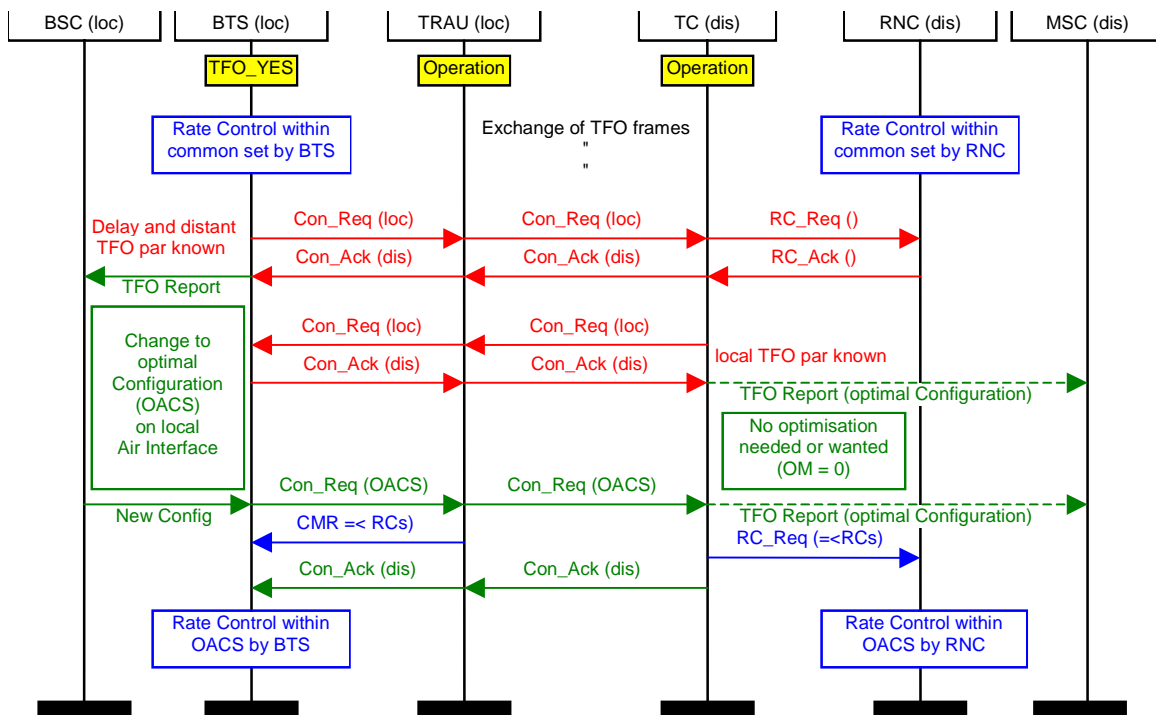 BSC (loc) BTS (loc) TRAU (loc) TC (dis) RNC (dis) MSC (dis)
TFO_YES Operation Operation
Rate Control within
common set by BTS
Exchange of TFO frames
"
"
Rate Control within
common set by RNC
Delay and distant
TFO par known
Con_Req (loc) Con_Req (loc) RC_Req ()
Con_Ack (dis) Con_Ack (dis) RC_Ack ()
TFO Report
Change to
optimal
Configuration
(OACS)
on local
Air Interface
Con_Req (loc) Con_Req (loc)
Con_Ack (dis) Con_Ack (dis) local TFO par known
TFO Report (optimal Configuration)
No optimisation
needed or wanted
(OM = 0)
Con_Req (OACS) Con_Req (OACS)
New Config TFO Report (optimal Configuration)
CMR =< RCs)
RC_Req (=<RCs)
Con_Ack (dis) Con_Ack (dis)
Rate Control within
OACS by BTS
Rate Control within
OACS by RNC